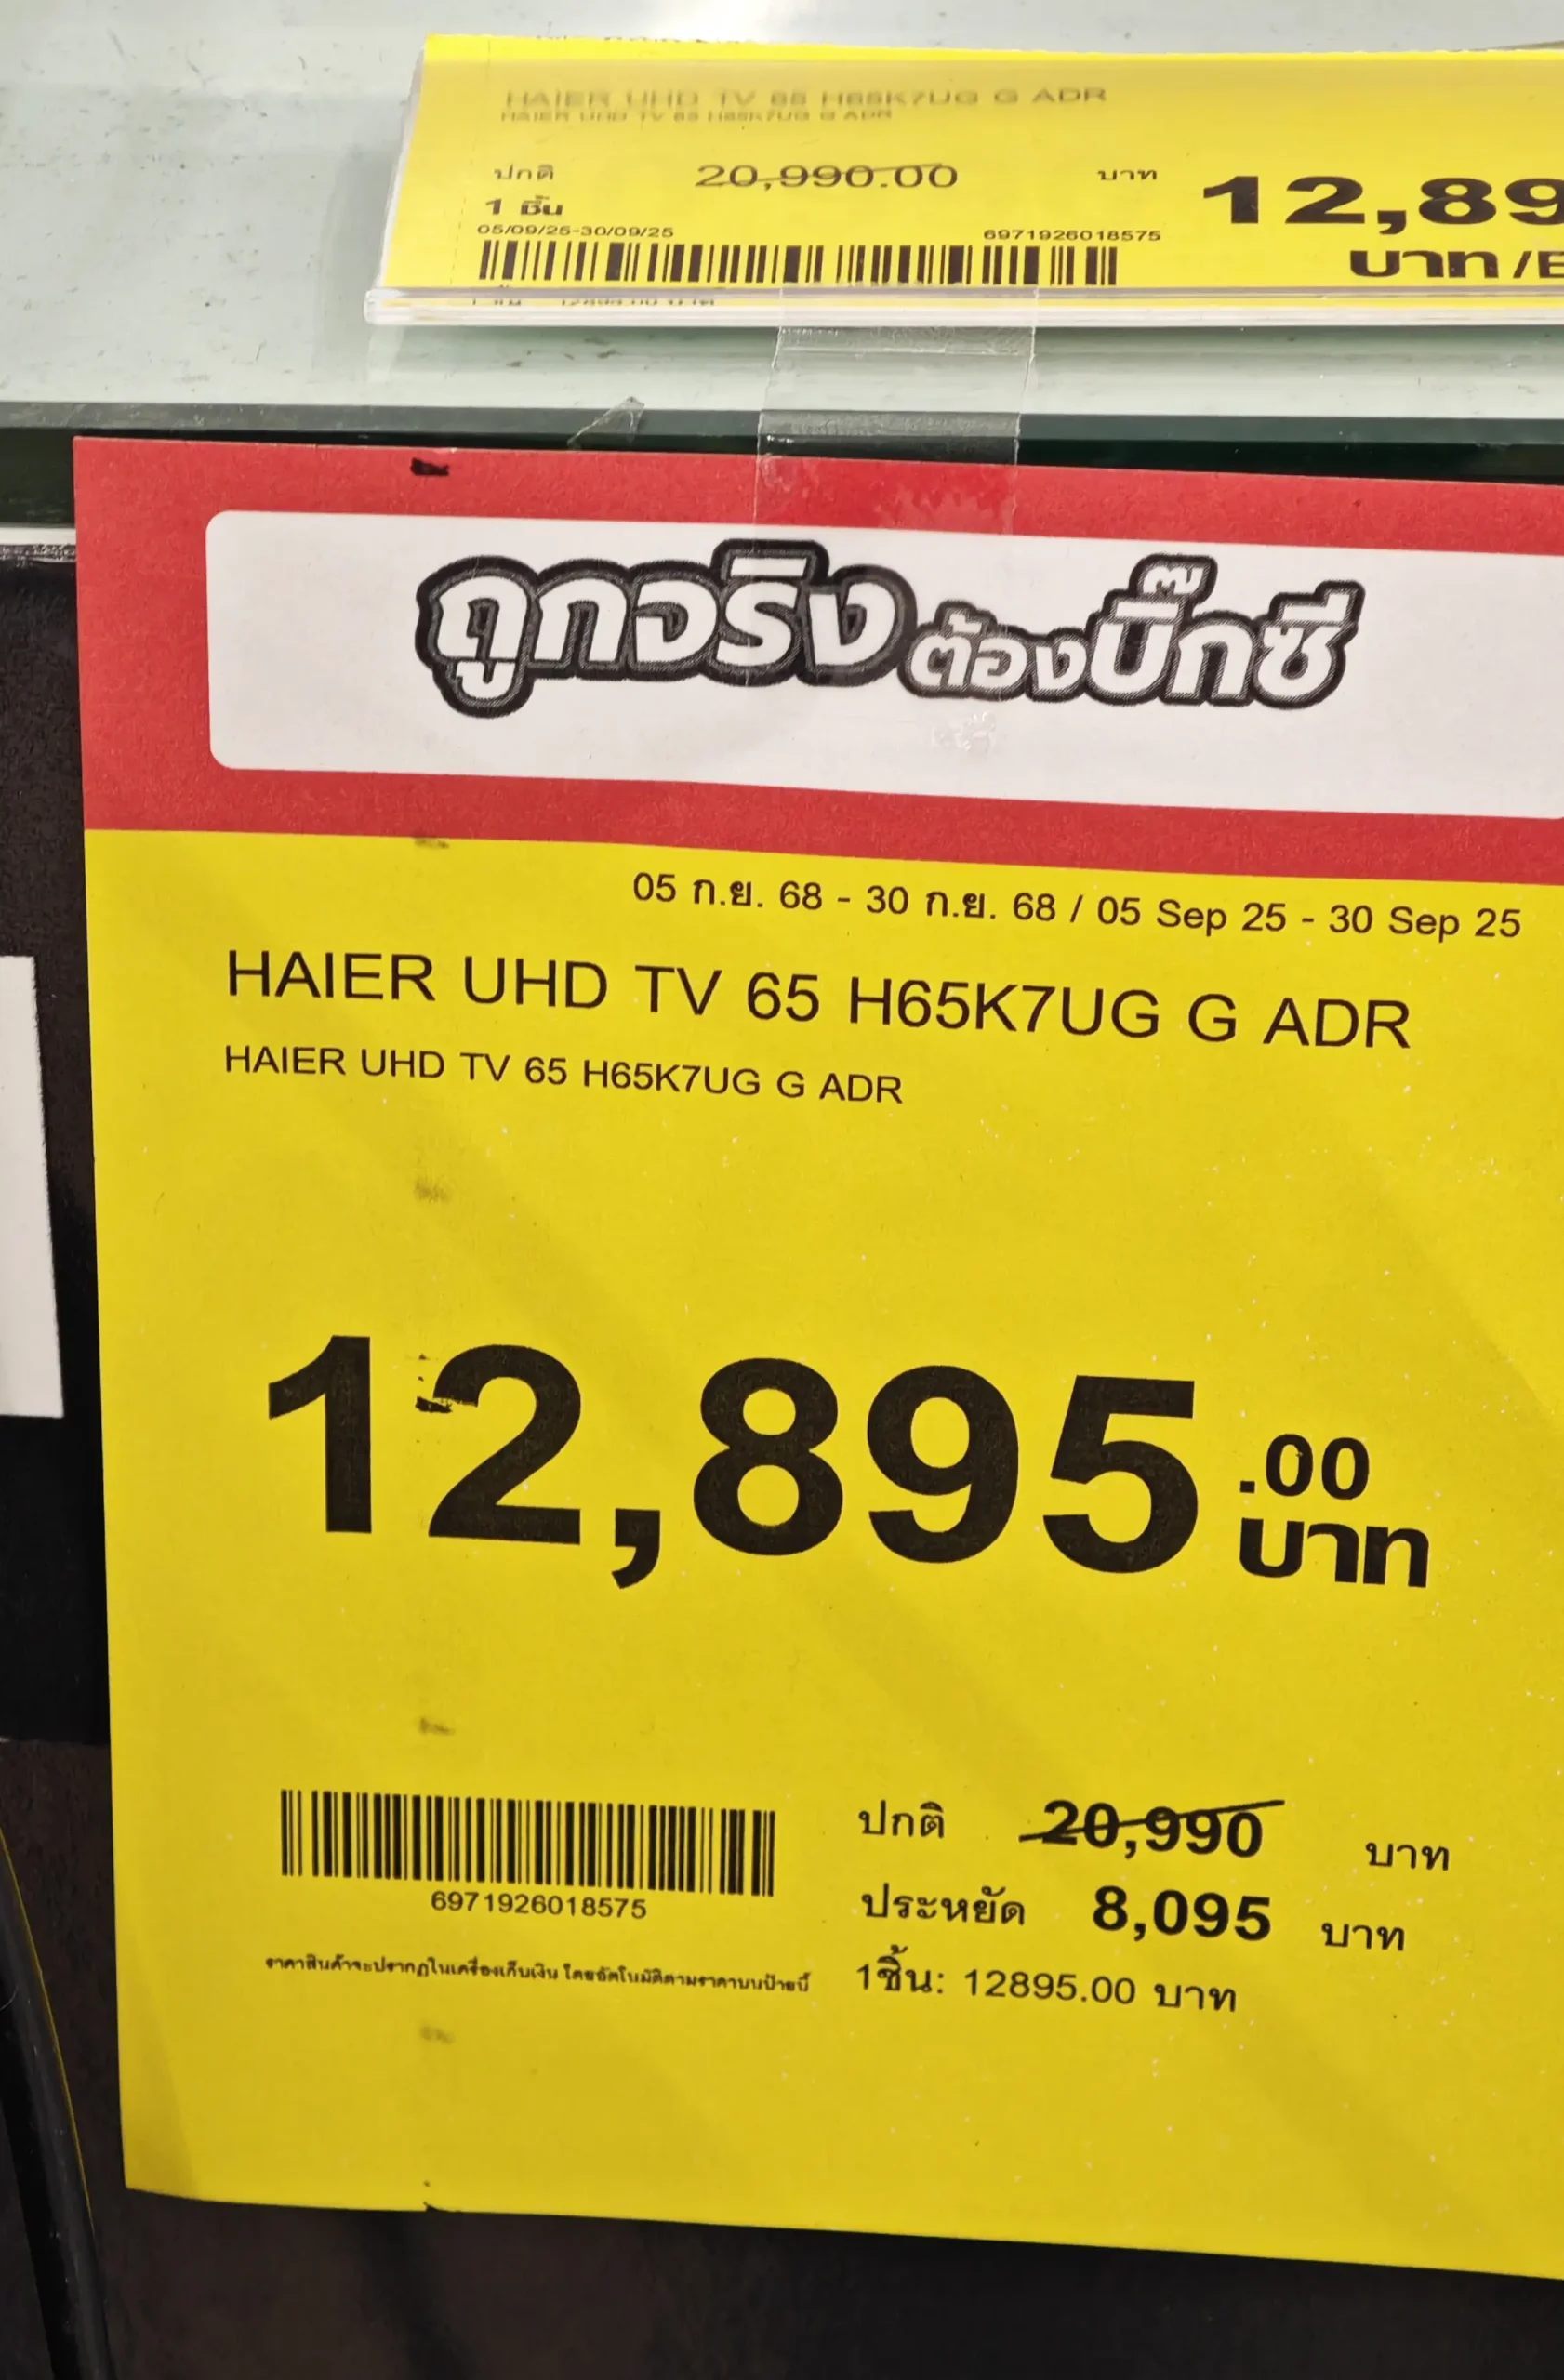 HAIER UHD TV 65 H65K7UG G ADR
HAIER UHD TV 65 H65K7UG G ADR
ปกติ 20,990.00 บาท
1 ชิ้น
12,89
บาท /E
05/09/25-30/09/25 6971926018575
ถูกจริงต้องบิ๊กซี
05 ก.ย. 68 - 30 ก.ย. 68 / 05 Sep 25 - 30 Sep 25
HAIER UHD TV 65 H65K7UG G ADR
HAIER UHD TV 65 H65K7UG G ADR
12,895.00
บาท
ปกติ 20,990 บาท
ประหยัด 8,095 บาท
1ชิ้น: 12895.00 บาท
6971926018575
ราคาสินค้าจะปรากฏในเครื่องเก็บเงิน โดยอัตโนมัติตามราคาบนป้ายนี้